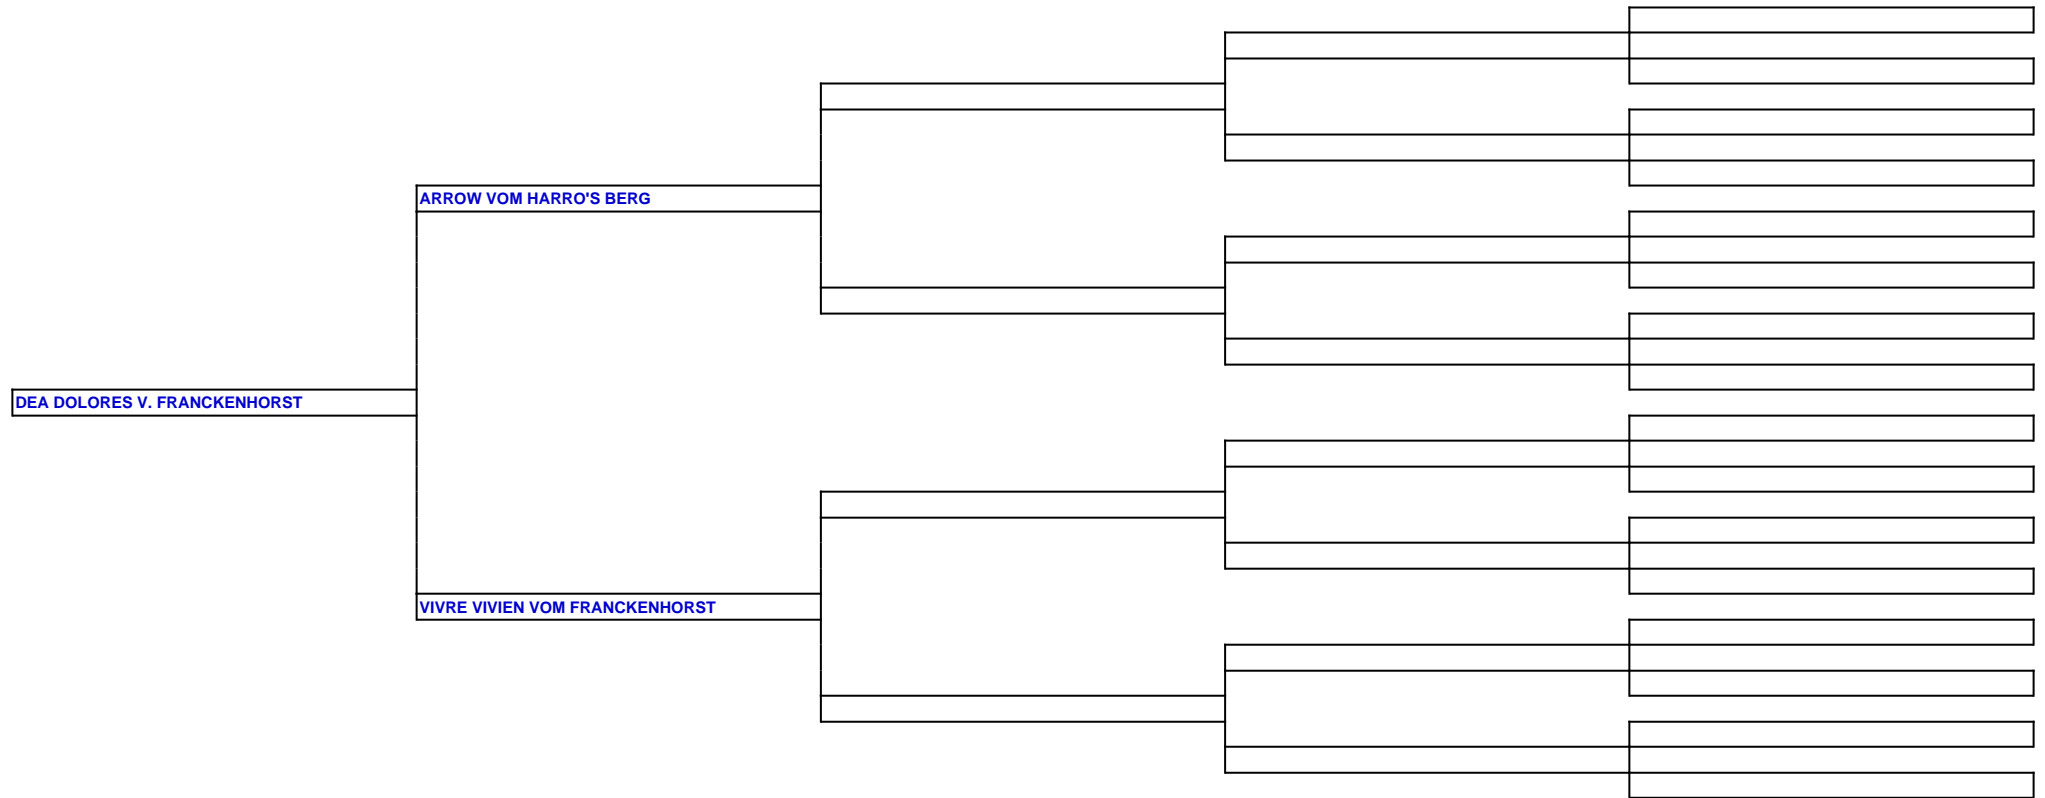 ARROW VOM HARRO'S BERG
DEA DOLORES V. FRANCKENHORST
VIVRE VIVIEN VOM FRANCKENHORST